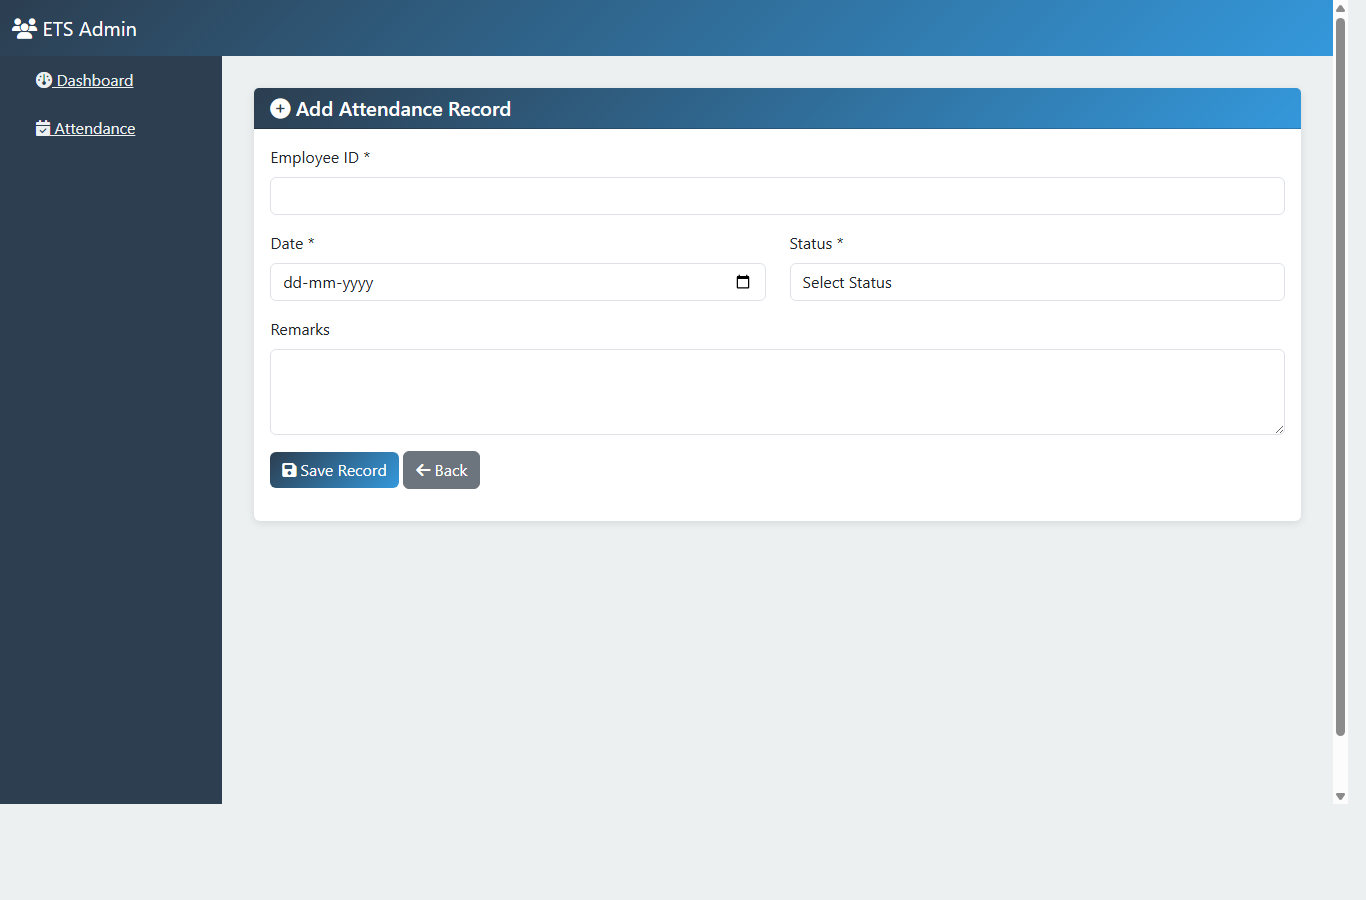 ETS Admin
Dashboard
Attendance
Add Attendance Record
Employee ID *
Date *
Status *
dd-mm-yyyy
Select Status
Remarks
Save Record
Back